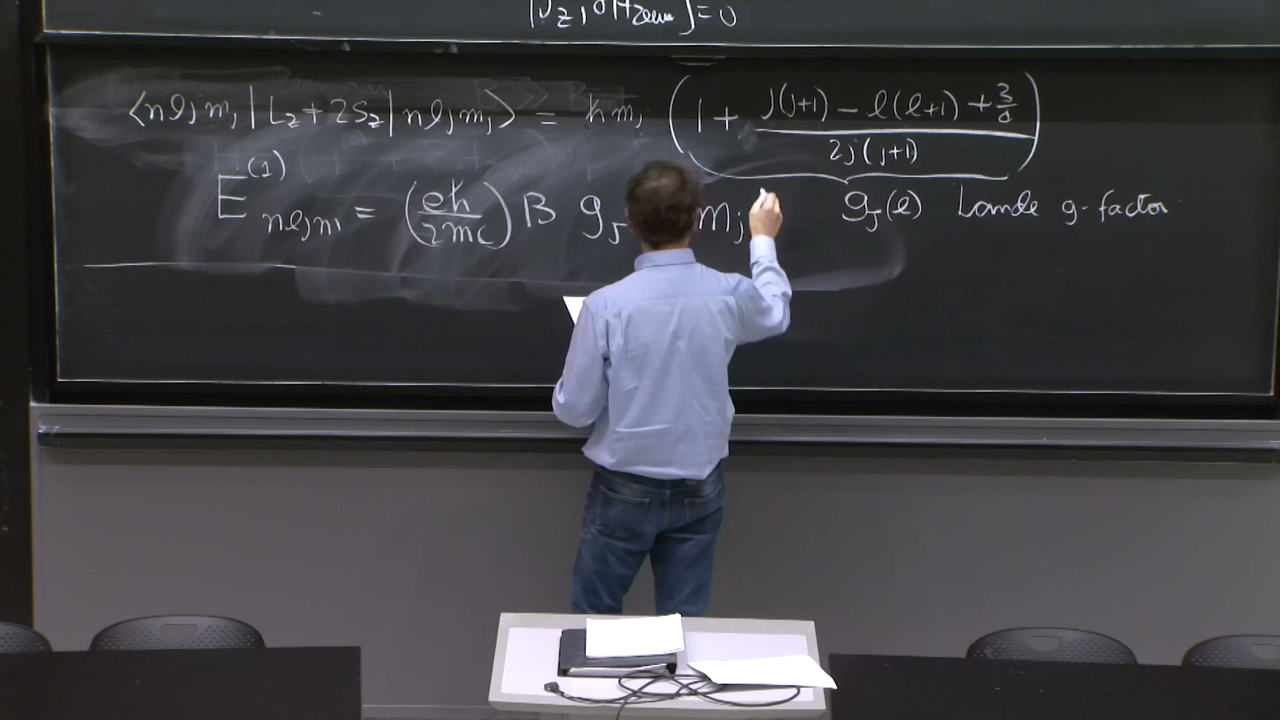 [J_z, δH_Zeem] = 0
⟨nljm_j|L_z + 2S_z|nljm_j⟩ = ħm_j (1 + (j(j+1) − ℓ(ℓ+1) + 3/4) / 2j(j+1))
E^(1)_nljm_j = (eħ/2mc) B g_J m_j
g_J(ℓ) Lande g-factor